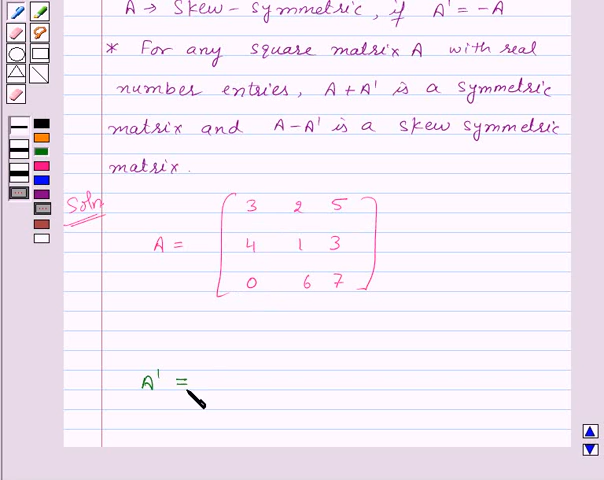 A → Skew-symmetric, if A' = -A
* For any square matrix A with real
number entries, A + A' is a symmetric
matrix and A - A' is a skew symmetric
matrix.
Soln
3 2 5
A = 4 1 3
0 6 7
A' =